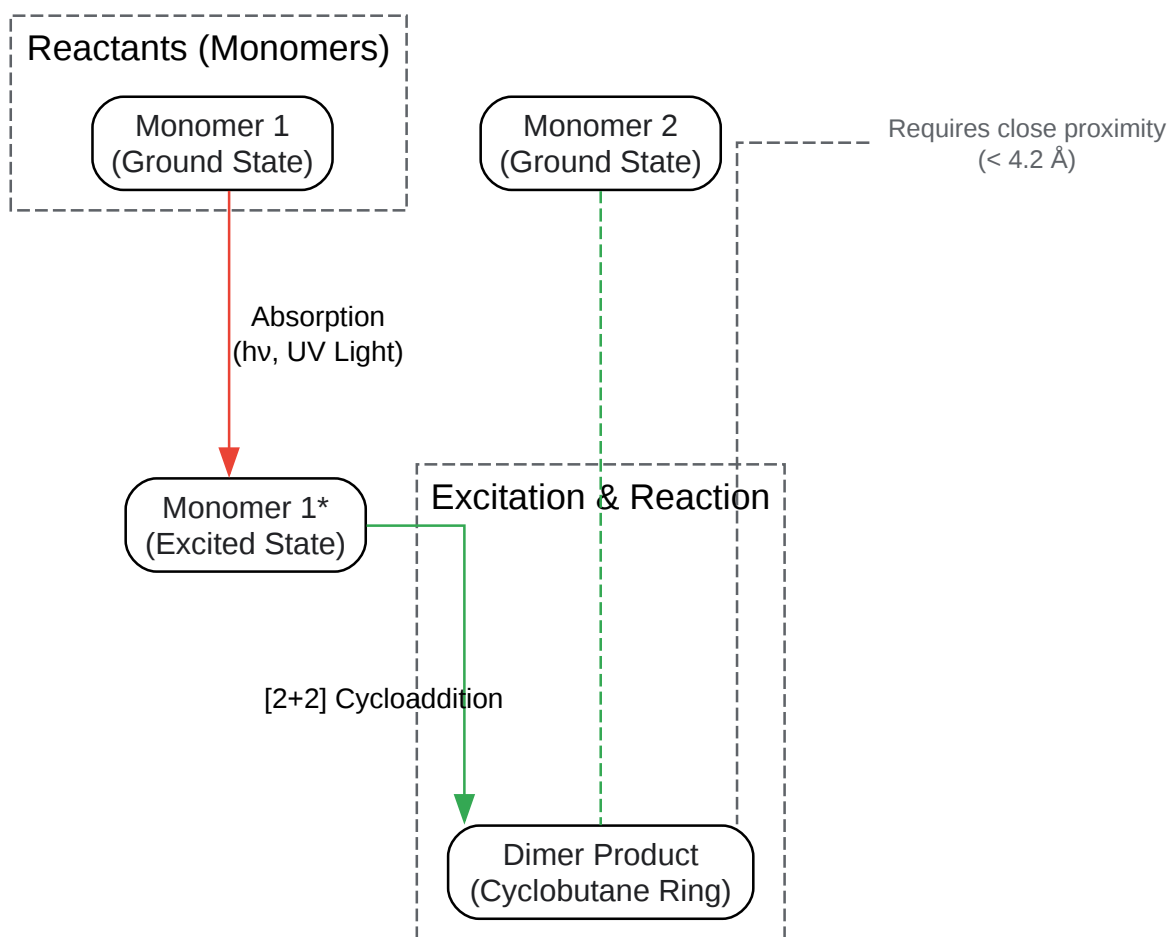 Reactants (Monomers)
Monomer 1
(Ground State)
Monomer 2
(Ground State)
Requires close proximity
(< 4.2 Å)
Absorption
(hν, UV Light)
Monomer 1*
(Excited State)
Excitation & Reaction
[2+2] Cycloaddition
Dimer Product
(Cyclobutane Ring)